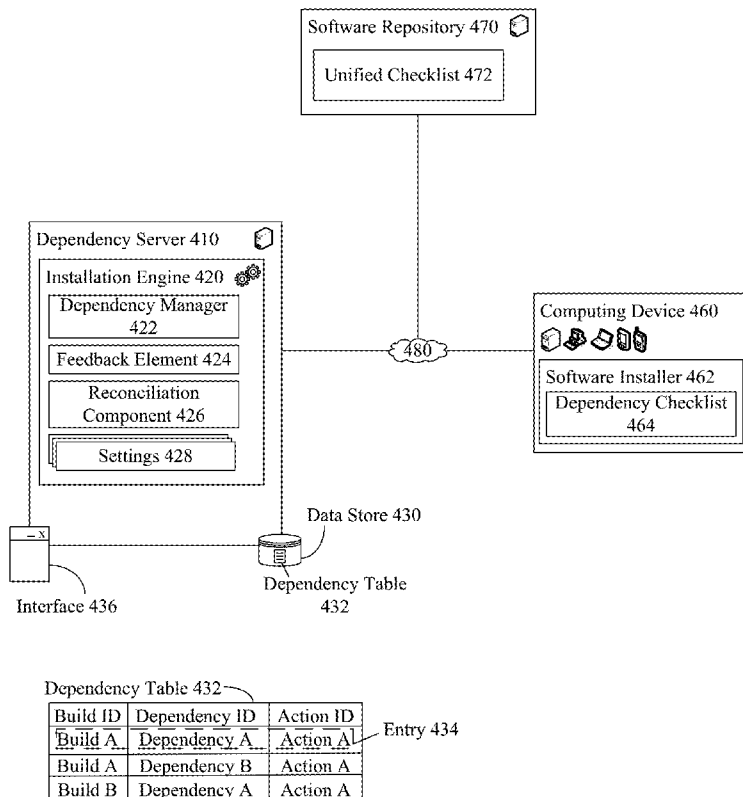 Software Repository 470
Unified Checklist 472
Dependency Server 410
Installation Engine 420
Dependency Manager
422
Feedback Element 424
Reconciliation
Component 426
Settings 428
480
Computing Device 460
Software Installer 462
Dependency Checklist
464
Data Store 430
Dependency Table
432
Interface 436
Dependency Table 432
Build ID Dependency ID Action ID
Build A Dependency A Action A
Entry 434
Build A Dependency B Action A
Build B Dependency A Action A